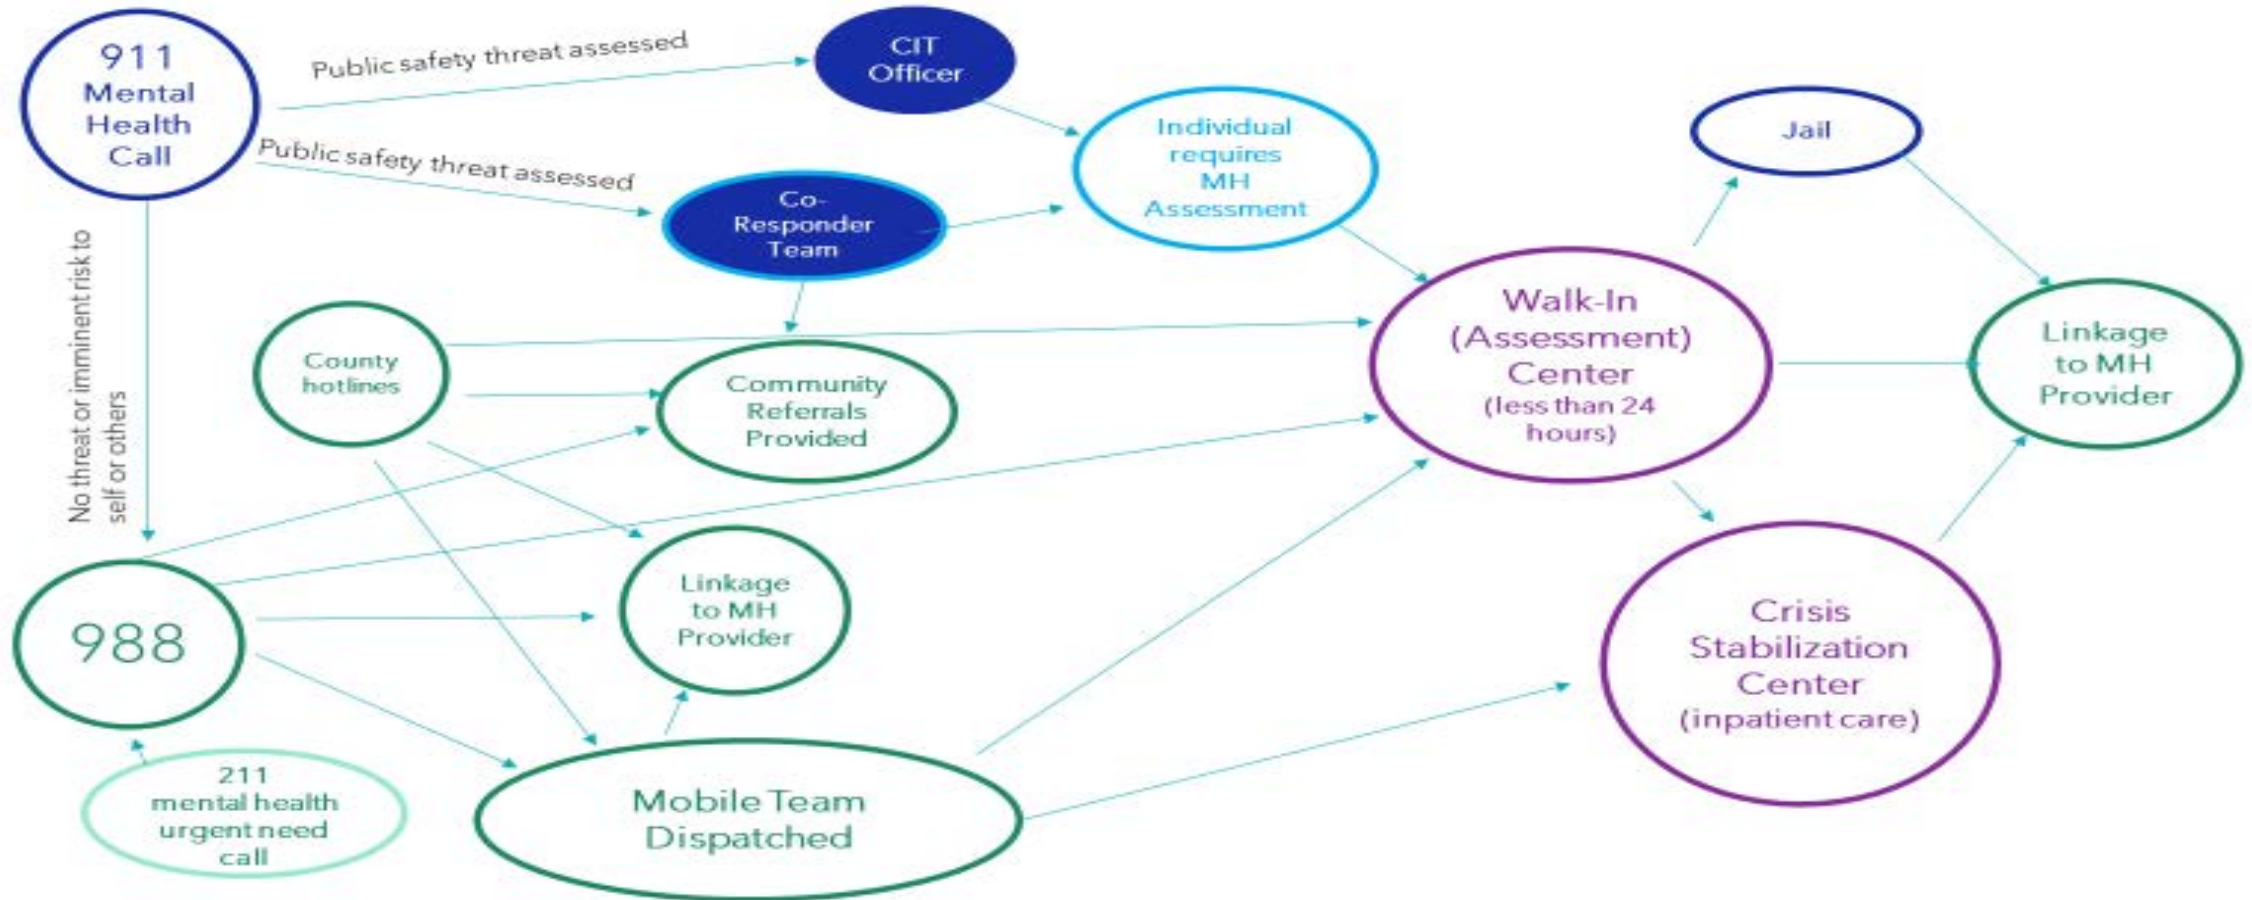 911
Mental
Health
Call
Public safety threat assessed
CIT
Officer
Public safety threat assessed
Co-
Responder
Team
Individual
requires
MH
Assessment
Jail
No threat or imminent risk to
self or others
County
hotlines
Community
Referrals
Provided
Walk-In
(Assessment)
Center
(less than 24
hours)
Linkage
to MH
Provider
988
Linkage
to MH
Provider
Crisis
Stabilization
Center
(inpatient care)
211
mental health
urgent need
call
Mobile Team
Dispatched